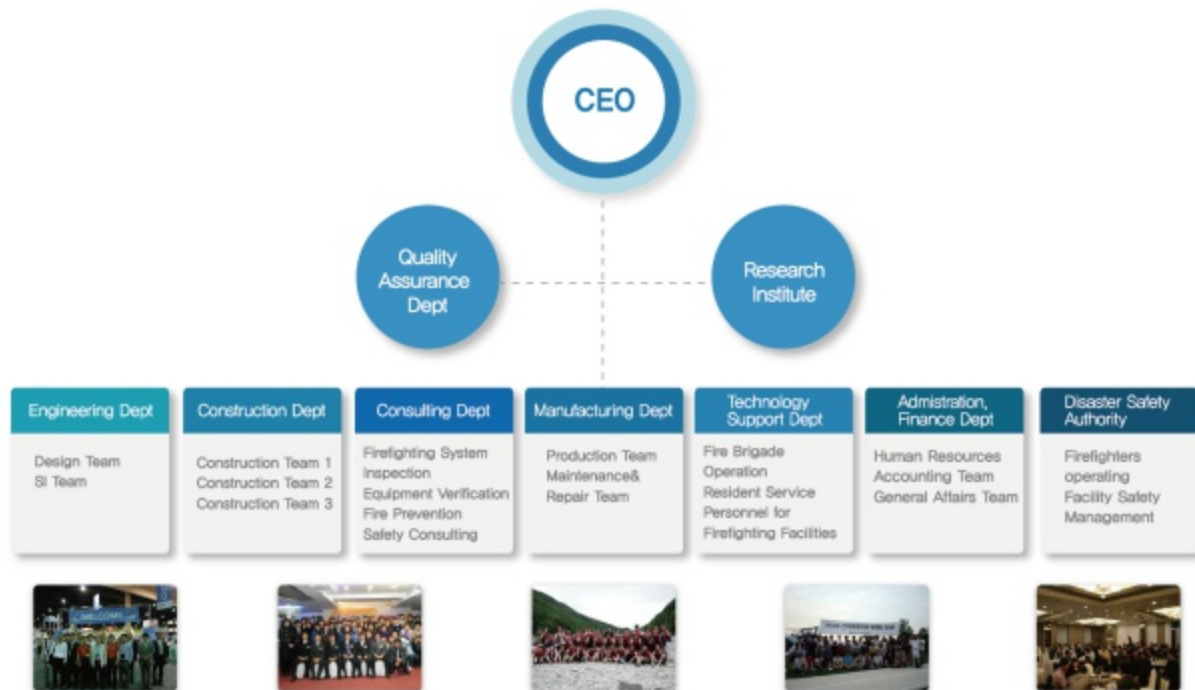 CEO
Quality
Assurance
Dept
Research
Institute
Engineering Dept
Design Team
SI Team
Construction Dept
Construction Team 1
Construction Team 2
Construction Team 3
Consulting Dept
Firefighting System
Inspection
Equipment Verification
Fire Prevention
Safety Consulting
Manufacturing Dept
Production Team
Maintenance&
Repair Team
Technology
Support Dept
Fire Brigade
Operation
Resident Service
Personnel for
Firefighting Facilities
Admistration,
Finance Dept
Human Resources
Accounting Team
General Affairs Team
Disaster Safety
Authority
Firefighters
operating
Facility Safety
Management
WELCOME